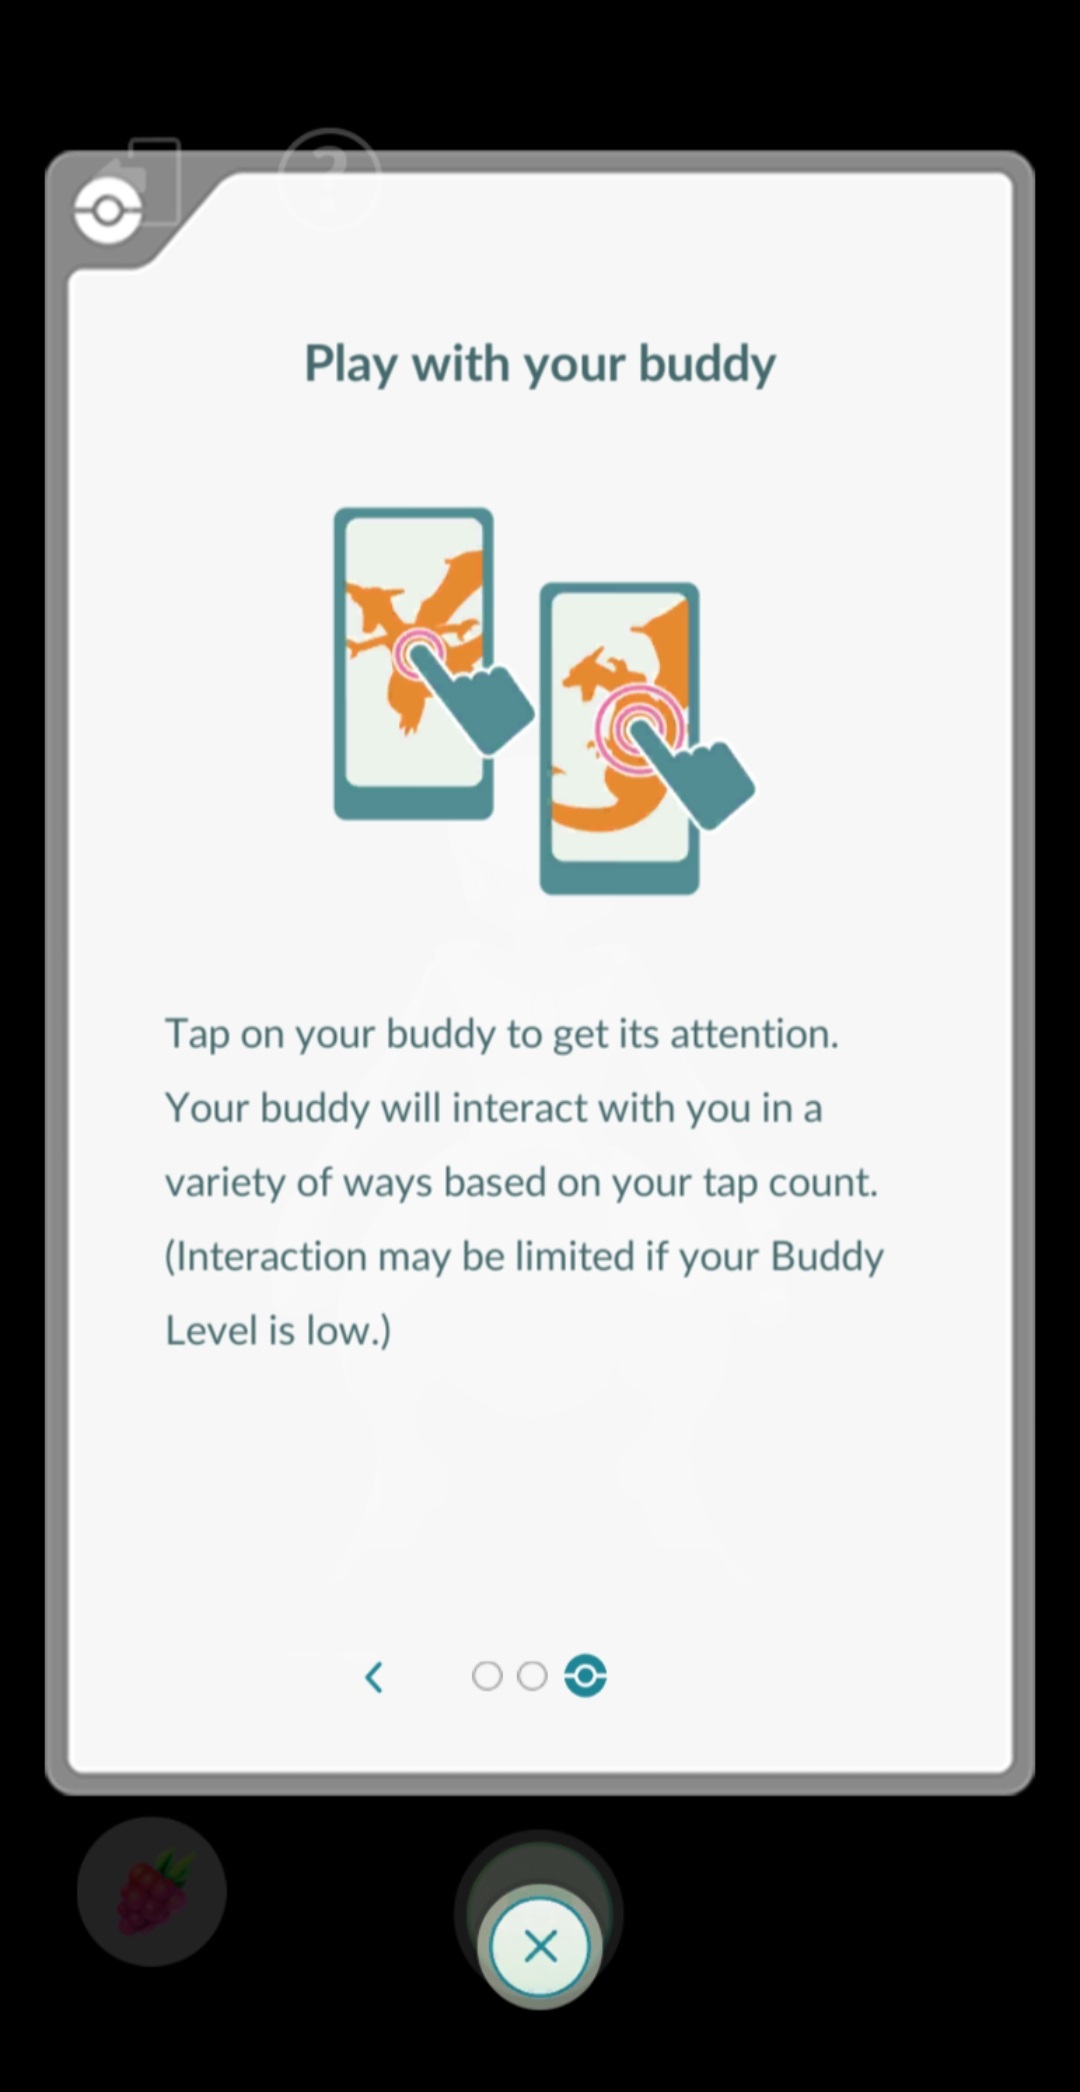 Play with your buddy
Tap on your buddy to get its attention.
Your buddy will interact with you in a
variety of ways based on your tap count.
(Interaction may be limited if your Buddy
Level is low.)